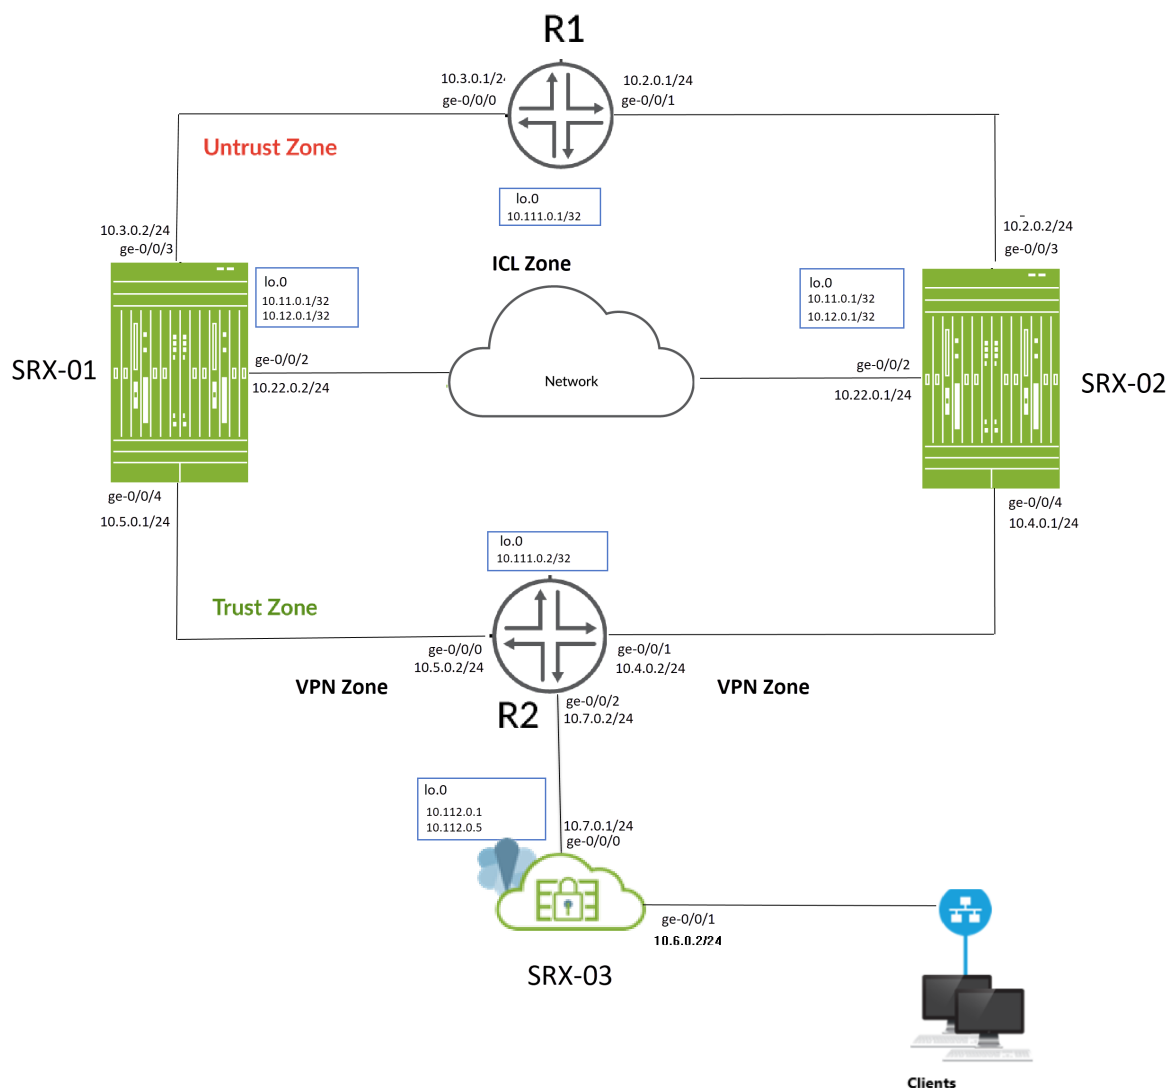 R1
10.3.0.1/24
10.2.0.1/24
ge-0/0/0
ge-0/0/1
Untrust Zone
lo.0
10.111.0.1/32
10.3.0.2/24
ge-0/0/3
10.2.0.2/24
ge-0/0/3
ICL Zone
lo.0
10.11.0.1/32
10.12.0.1/32
lo.0
10.11.0.1/32
10.12.0.1/32
SRX-01
ge-0/0/2
10.22.0.2/24
Network
ge-0/0/2
10.22.0.1/24
SRX-02
ge-0/0/4
10.5.0.1/24
ge-0/0/4
10.4.0.1/24
lo.0
10.111.0.2/32
Trust Zone
ge-0/0/0
10.5.0.2/24
ge-0/0/1
10.4.0.2/24
VPN Zone
VPN Zone
R2
ge-0/0/2
10.7.0.2/24
lo.0
10.112.0.1
10.112.0.5
10.7.0.1/24
ge-0/0/0
ge-0/0/1
10.6.0.2/24
SRX-03
Clients